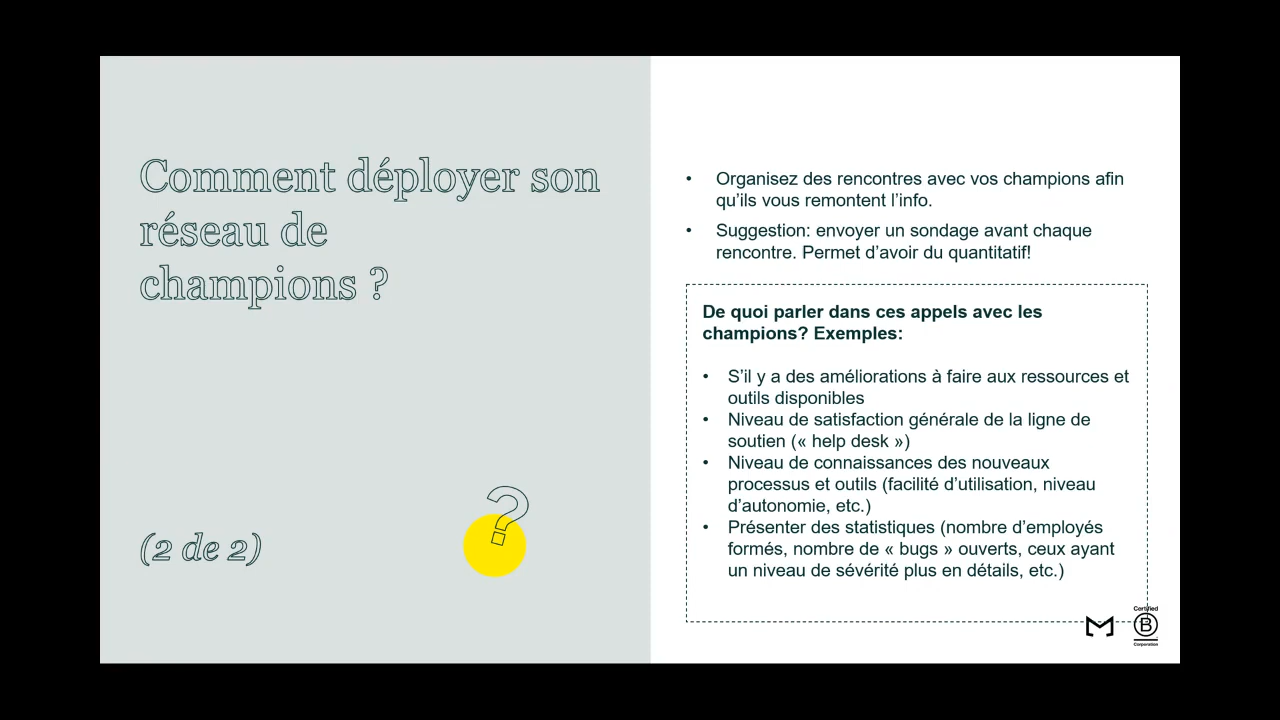 Comment déployer son
réseau de
champions ?
(2 de 2)
?
• Organisez des rencontres avec vos champions afin
qu’ils vous remontent l’info.
• Suggestion: envoyer un sondage avant chaque
rencontre. Permet d’avoir du quantitatif!
De quoi parler dans ces appels avec les
champions? Exemples:
• S’il y a des améliorations à faire aux ressources et
outils disponibles
• Niveau de satisfaction générale de la ligne de
soutien (« help desk »)
• Niveau de connaissances des nouveaux
processus et outils (facilité d’utilisation, niveau
d’autonomie, etc.)
• Présenter des statistiques (nombre d’employés
formés, nombre de « bugs » ouverts, ceux ayant
un niveau de sévérité plus en détails, etc.)
Certified
B
Corporation